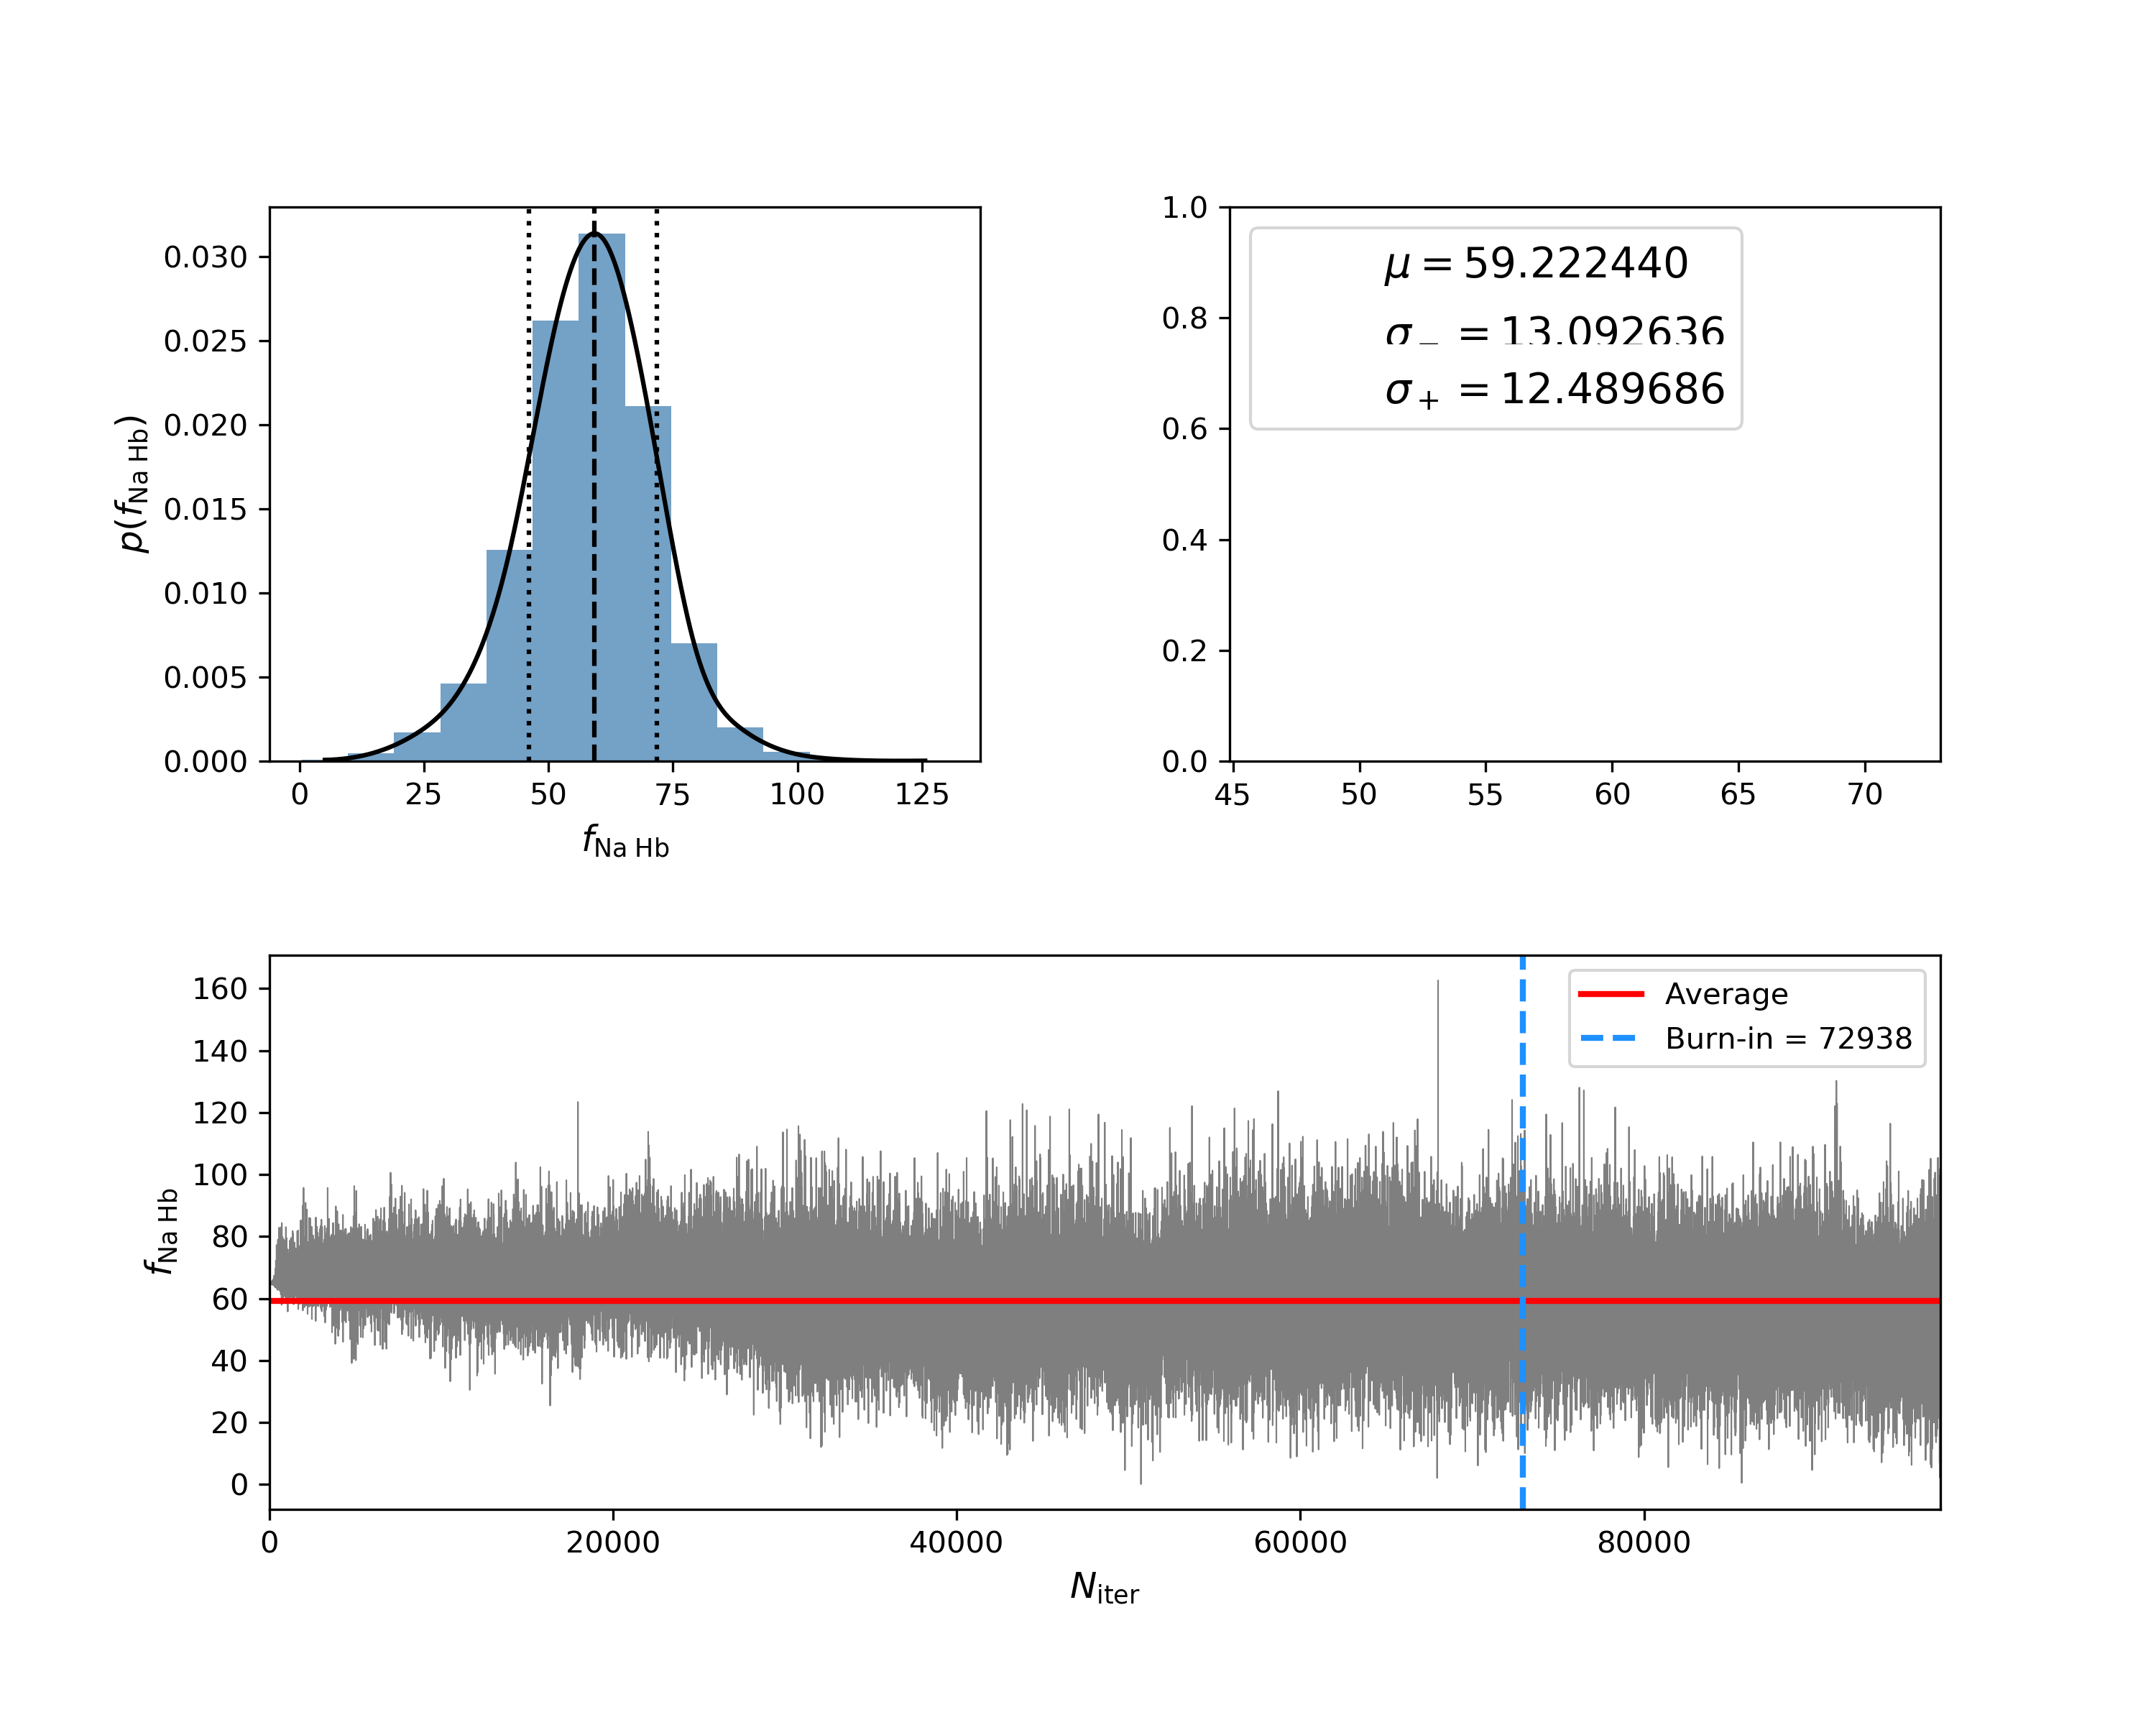 0.030
0.025
0.020
0.015
0.010
0.005
0.000
p(f_Na Hb)
0 25 50 75 100 125
f_Na Hb
1.0
0.8
0.6
0.4
0.2
0.0
μ = 59.222440
σ_− = 13.092636
σ_+ = 12.489686
45 50 55 60 65 70
160
140
120
100
80
60
40
20
0
f_Na Hb
Average
Burn-in = 72938
0 20000 40000 60000 80000
N_iter